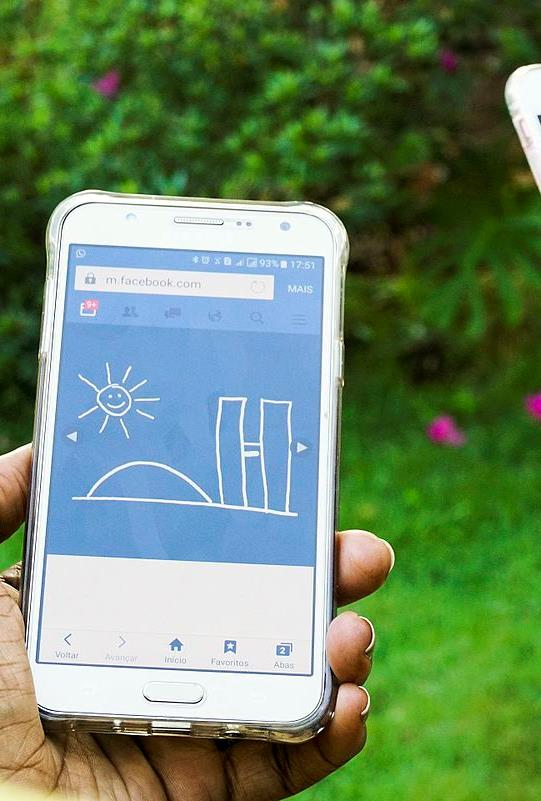 93% 17:51
m.facebook.com MAIS
9+
Voltar Avançar Início Favoritos 2 Abas